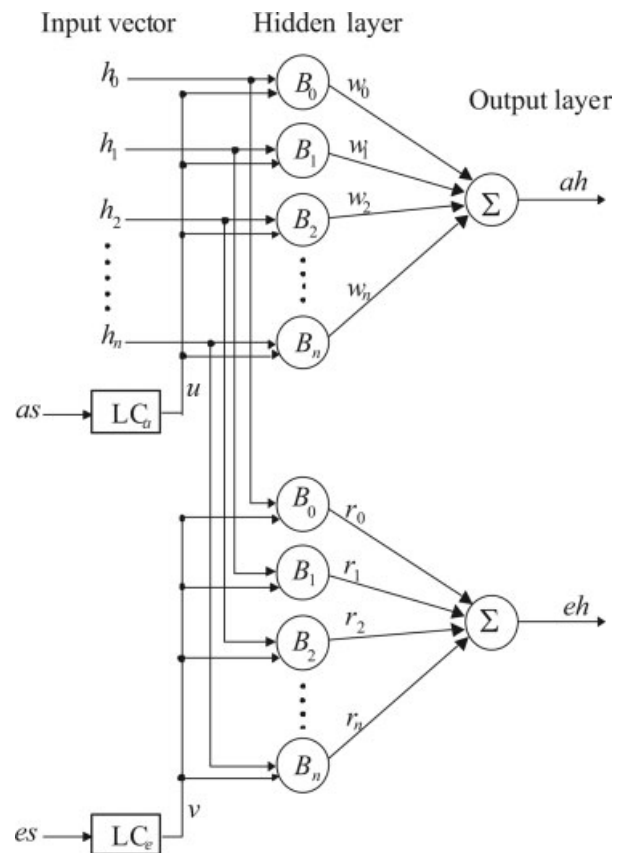 Input vector
Hidden layer
Output layer
h₀
B₀
w₀
h₁
B₁
w₁
h₂
B₂
w₂
hₙ
Bₙ
wₙ
Σ
ah
as
LCₐ
u
B₀
r₀
B₁
r₁
B₂
r₂
Bₙ
rₙ
Σ
eh
es
LCₑ
v